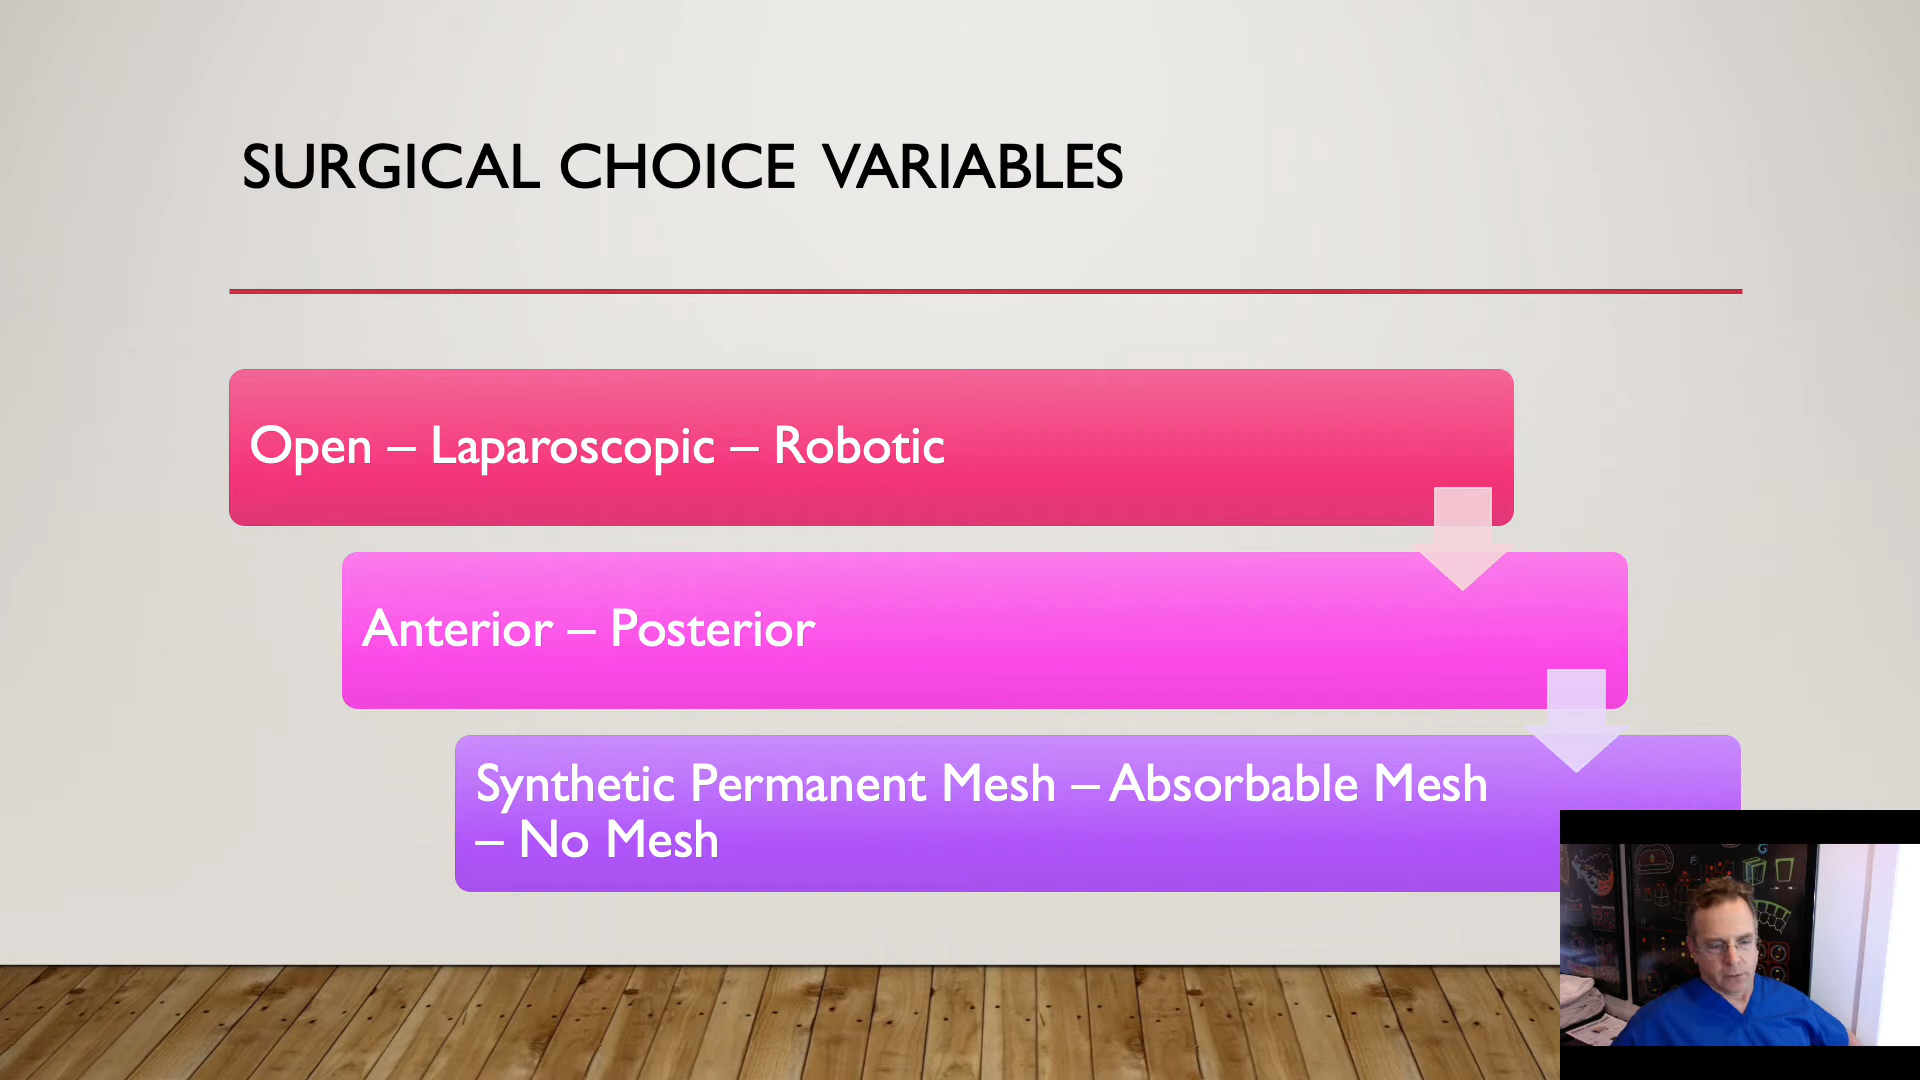 SURGICAL CHOICE VARIABLES
Open – Laparoscopic – Robotic
Anterior – Posterior
Synthetic Permanent Mesh – Absorbable Mesh
– No Mesh